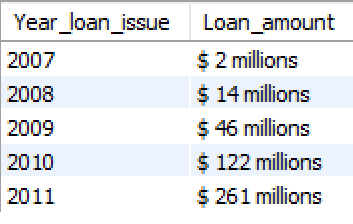 Year_loan_issue Loan_amount
2007 $ 2 millions
2008 $ 14 millions
2009 $ 46 millions
2010 $ 122 millions
2011 $ 261 millions